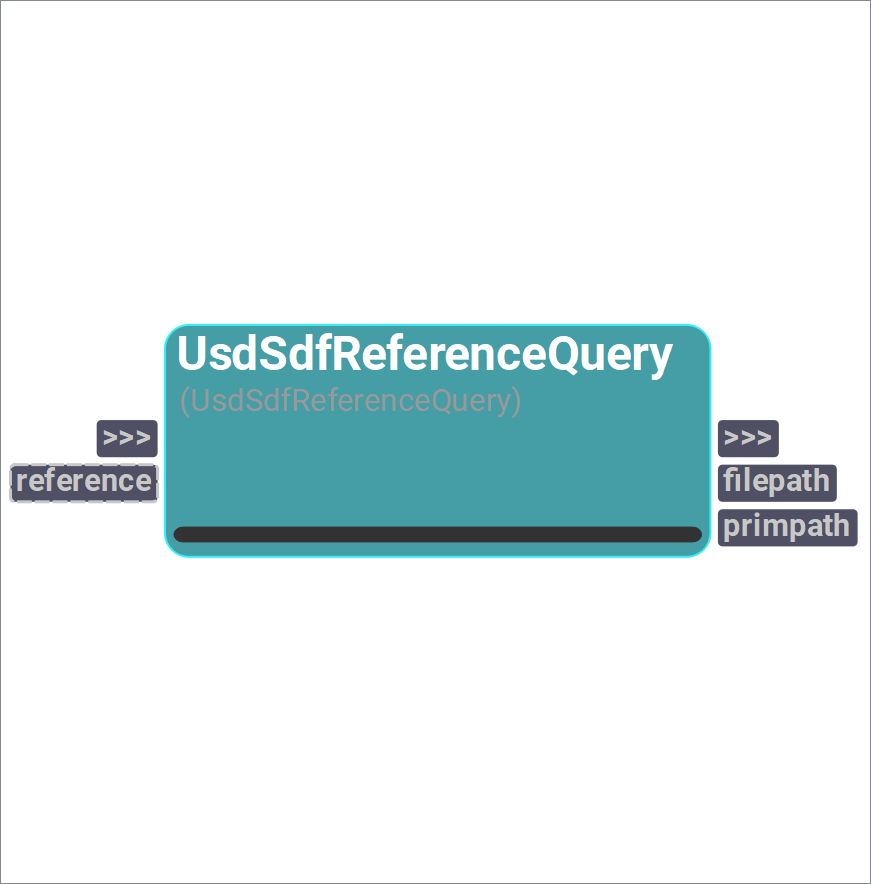 UsdSdfReferenceQuery
(UsdSdfReferenceQuery)
>>> >>>
reference filepath
primpath